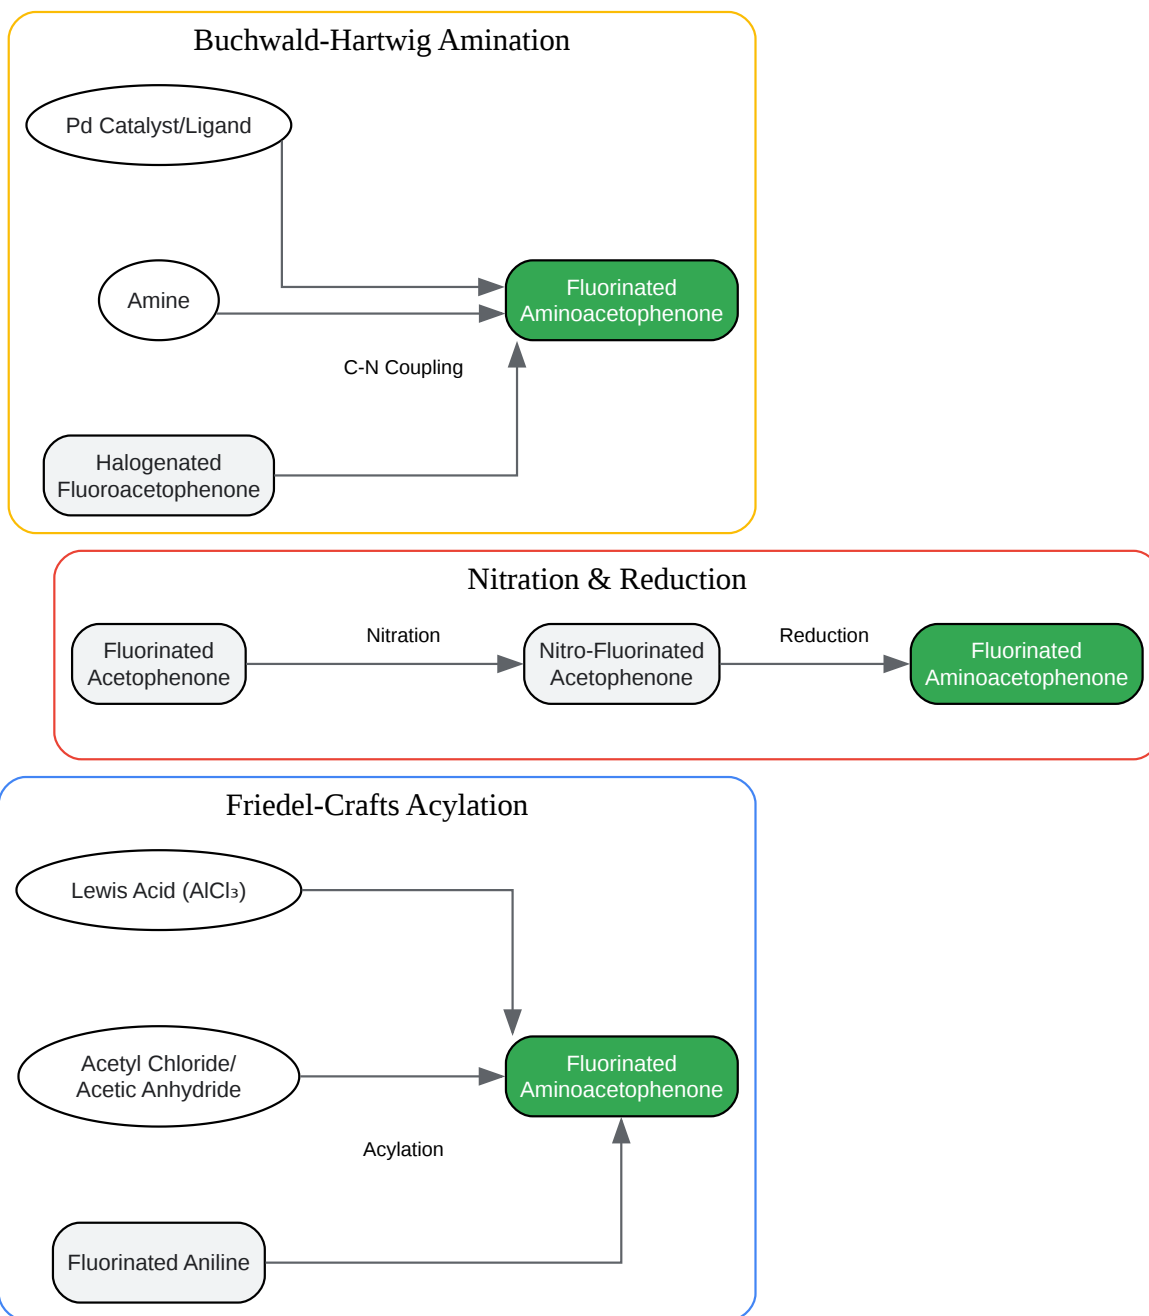 Buchwald-Hartwig Amination
Pd Catalyst/Ligand
Amine
Fluorinated
Aminoacetophenone
C-N Coupling
Halogenated
Fluoroacetophenone
Nitration & Reduction
Fluorinated
Acetophenone
Nitration
Nitro-Fluorinated
Acetophenone
Reduction
Fluorinated
Aminoacetophenone
Friedel-Crafts Acylation
Lewis Acid (AlCl₃)
Acetyl Chloride/
Acetic Anhydride
Fluorinated
Aminoacetophenone
Acylation
Fluorinated Aniline